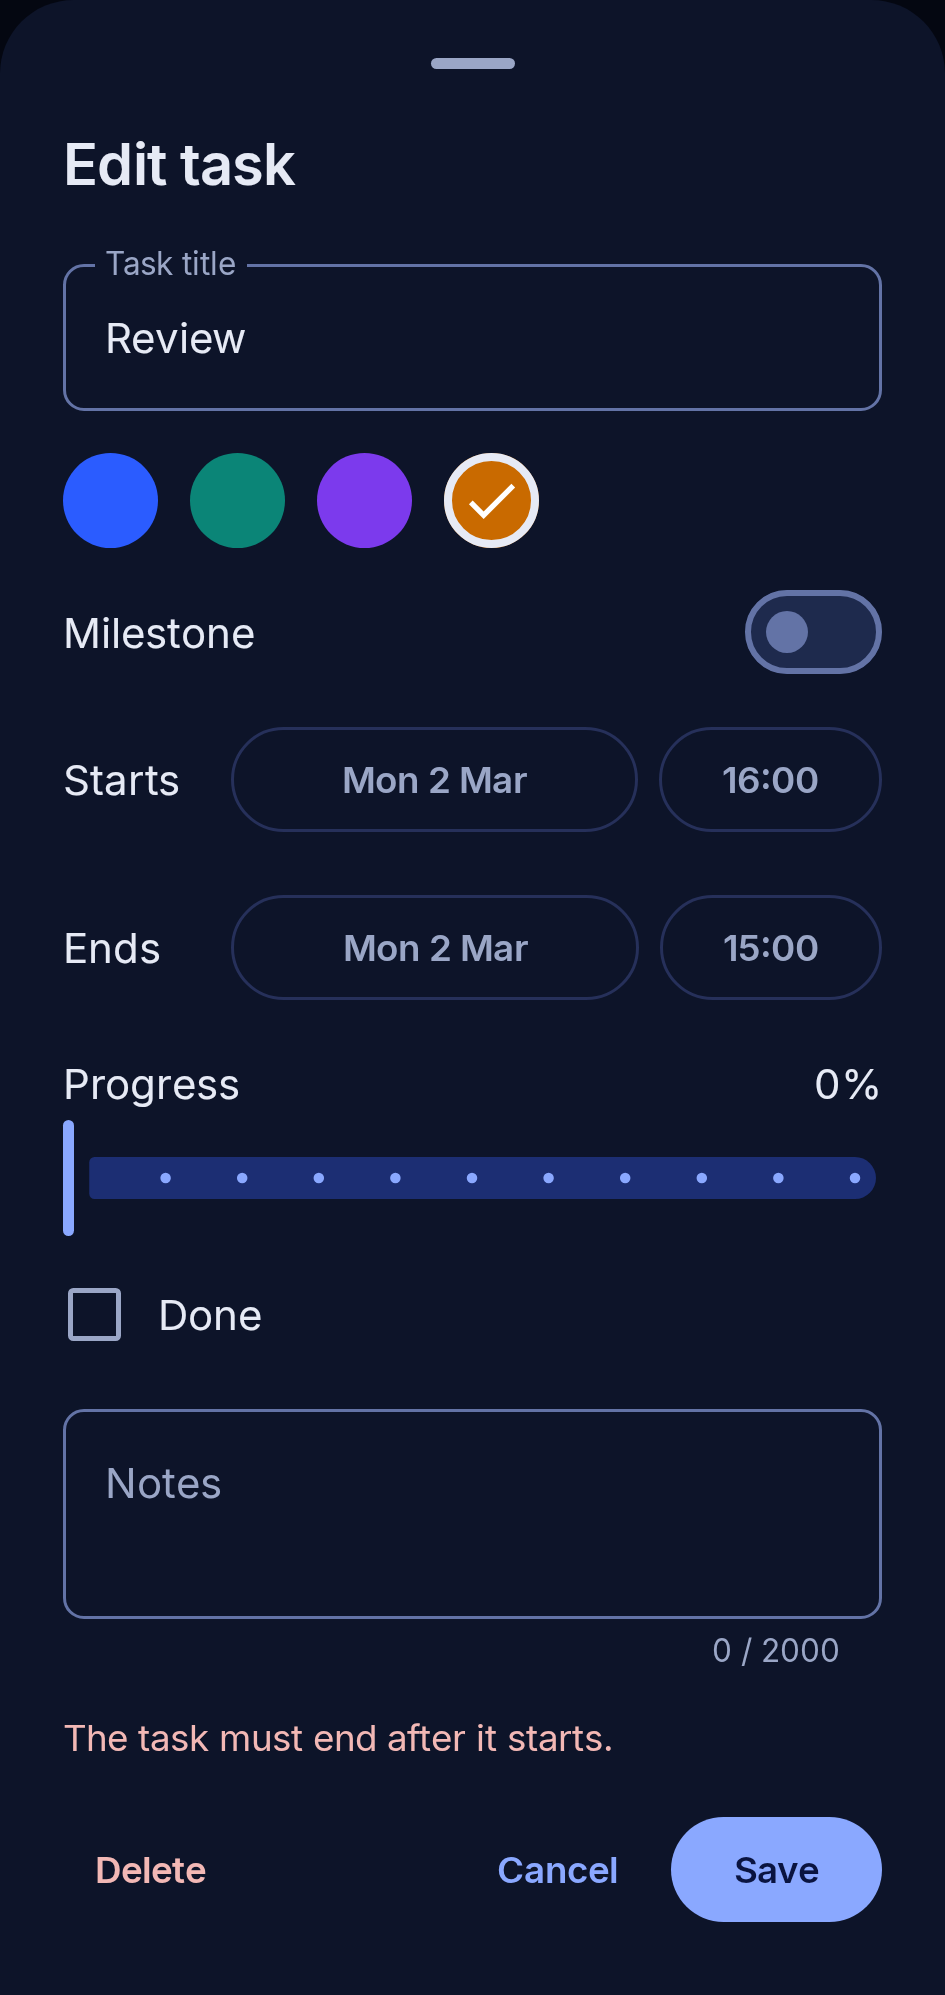 Edit task
Task title
Review
Milestone
Starts
Mon 2 Mar
16:00
Ends
Mon 2 Mar
15:00
Progress
0%
Done
Notes
0 / 2000
The task must end after it starts.
Delete
Cancel
Save